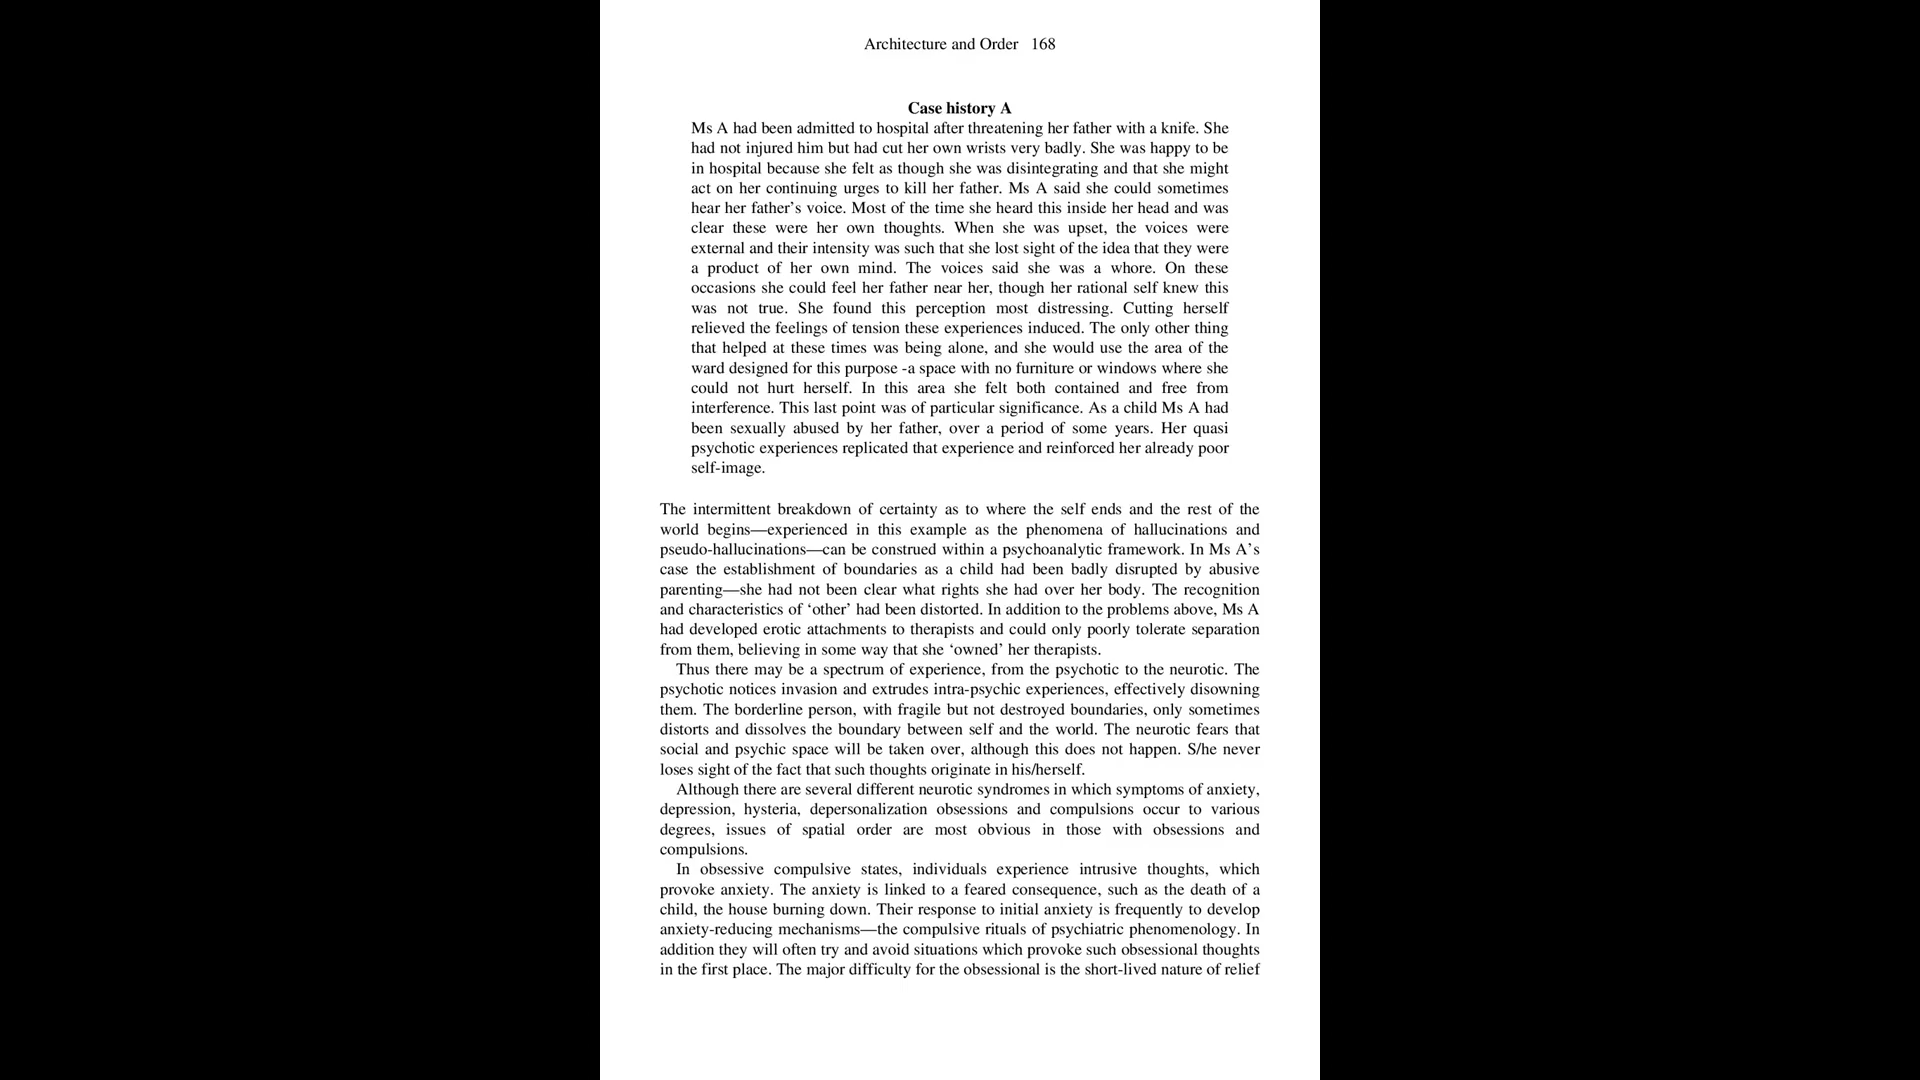 Architecture and Order 168
Case history A
Ms A had been admitted to hospital after threatening her father with a knife. She
had not injured him but had cut her own wrists very badly. She was happy to be
in hospital because she felt as though she was disintegrating and that she might
act on her continuing urges to kill her father. Ms A said she could sometimes
hear her father’s voice. Most of the time she heard this inside her head and was
clear these were her own thoughts. When she was upset, the voices were
external and their intensity was such that she lost sight of the idea that they were
a product of her own mind. The voices said she was a whore. On these
occasions she could feel her father near her, though her rational self knew this
was not true. She found this perception most distressing. Cutting herself
relieved the feelings of tension these experiences induced. The only other thing
that helped at these times was being alone, and she would use the area of the
ward designed for this purpose -a space with no furniture or windows where she
could not hurt herself. In this area she felt both contained and free from
interference. This last point was of particular significance. As a child Ms A had
been sexually abused by her father, over a period of some years. Her quasi
psychotic experiences replicated that experience and reinforced her already poor
self-image.
The intermittent breakdown of certainty as to where the self ends and the rest of the
world begins—experienced in this example as the phenomena of hallucinations and
pseudo-hallucinations—can be construed within a psychoanalytic framework. In Ms A’s
case the establishment of boundaries as a child had been badly disrupted by abusive
parenting—she had not been clear what rights she had over her body. The recognition
and characteristics of ‘other’ had been distorted. In addition to the problems above, Ms A
had developed erotic attachments to therapists and could only poorly tolerate separation
from them, believing in some way that she ‘owned’ her therapists.
Thus there may be a spectrum of experience, from the psychotic to the neurotic. The
psychotic notices invasion and extrudes intra-psychic experiences, effectively disowning
them. The borderline person, with fragile but not destroyed boundaries, only sometimes
distorts and dissolves the boundary between self and the world. The neurotic fears that
social and psychic space will be taken over, although this does not happen. S/he never
loses sight of the fact that such thoughts originate in his/herself.
Although there are several different neurotic syndromes in which symptoms of anxiety,
depression, hysteria, depersonalization obsessions and compulsions occur to various
degrees, issues of spatial order are most obvious in those with obsessions and
compulsions.
In obsessive compulsive states, individuals experience intrusive thoughts, which
provoke anxiety. The anxiety is linked to a feared consequence, such as the death of a
child, the house burning down. Their response to initial anxiety is frequently to develop
anxiety-reducing mechanisms—the compulsive rituals of psychiatric phenomenology. In
addition they will often try and avoid situations which provoke such obsessional thoughts
in the first place. The major difficulty for the obsessional is the short-lived nature of relief